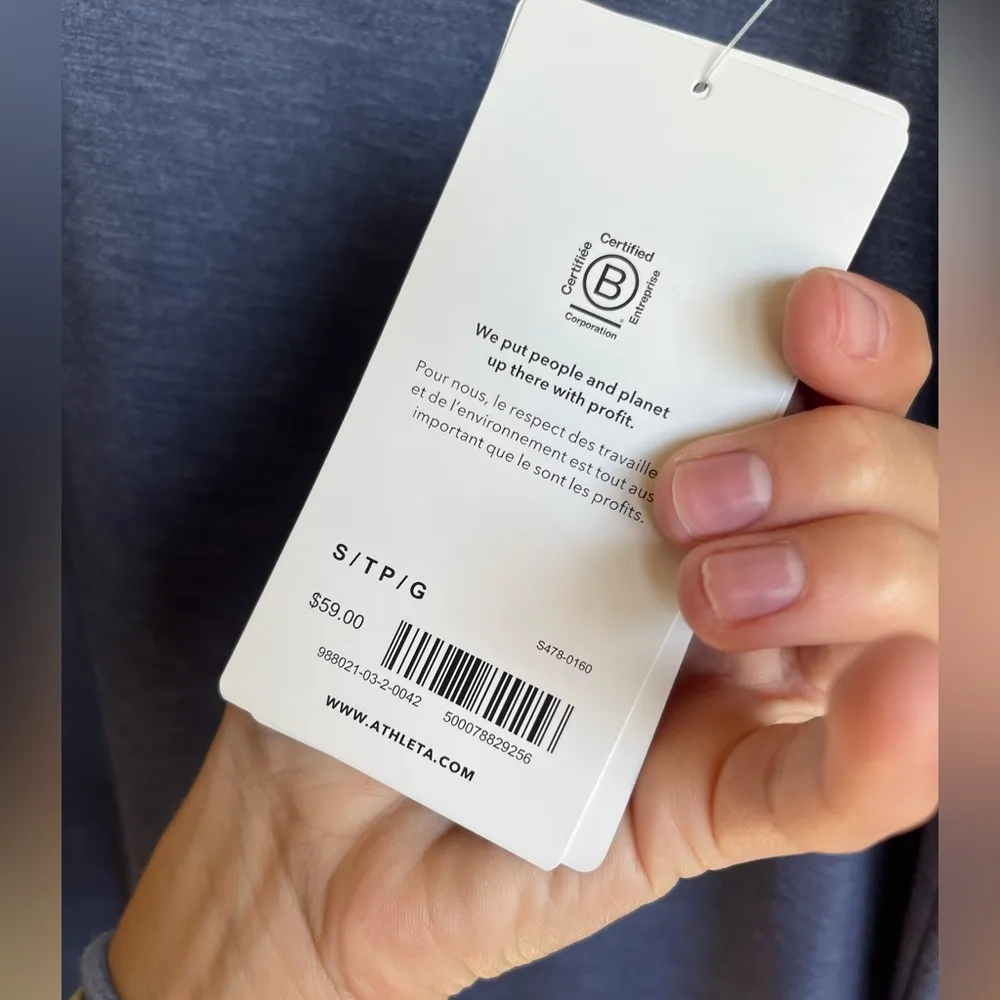 Certified
Certifiée
B
Entreprise
Corporation
We put people and planet
up there with profit.
Pour nous, le respect des travaille
et de l'environnement est tout aus
important que le sont les profits.
S/TP/G
$59.00
S478-0160
988021-03-2-0042
500078829256
WWW.ATHLETA.COM